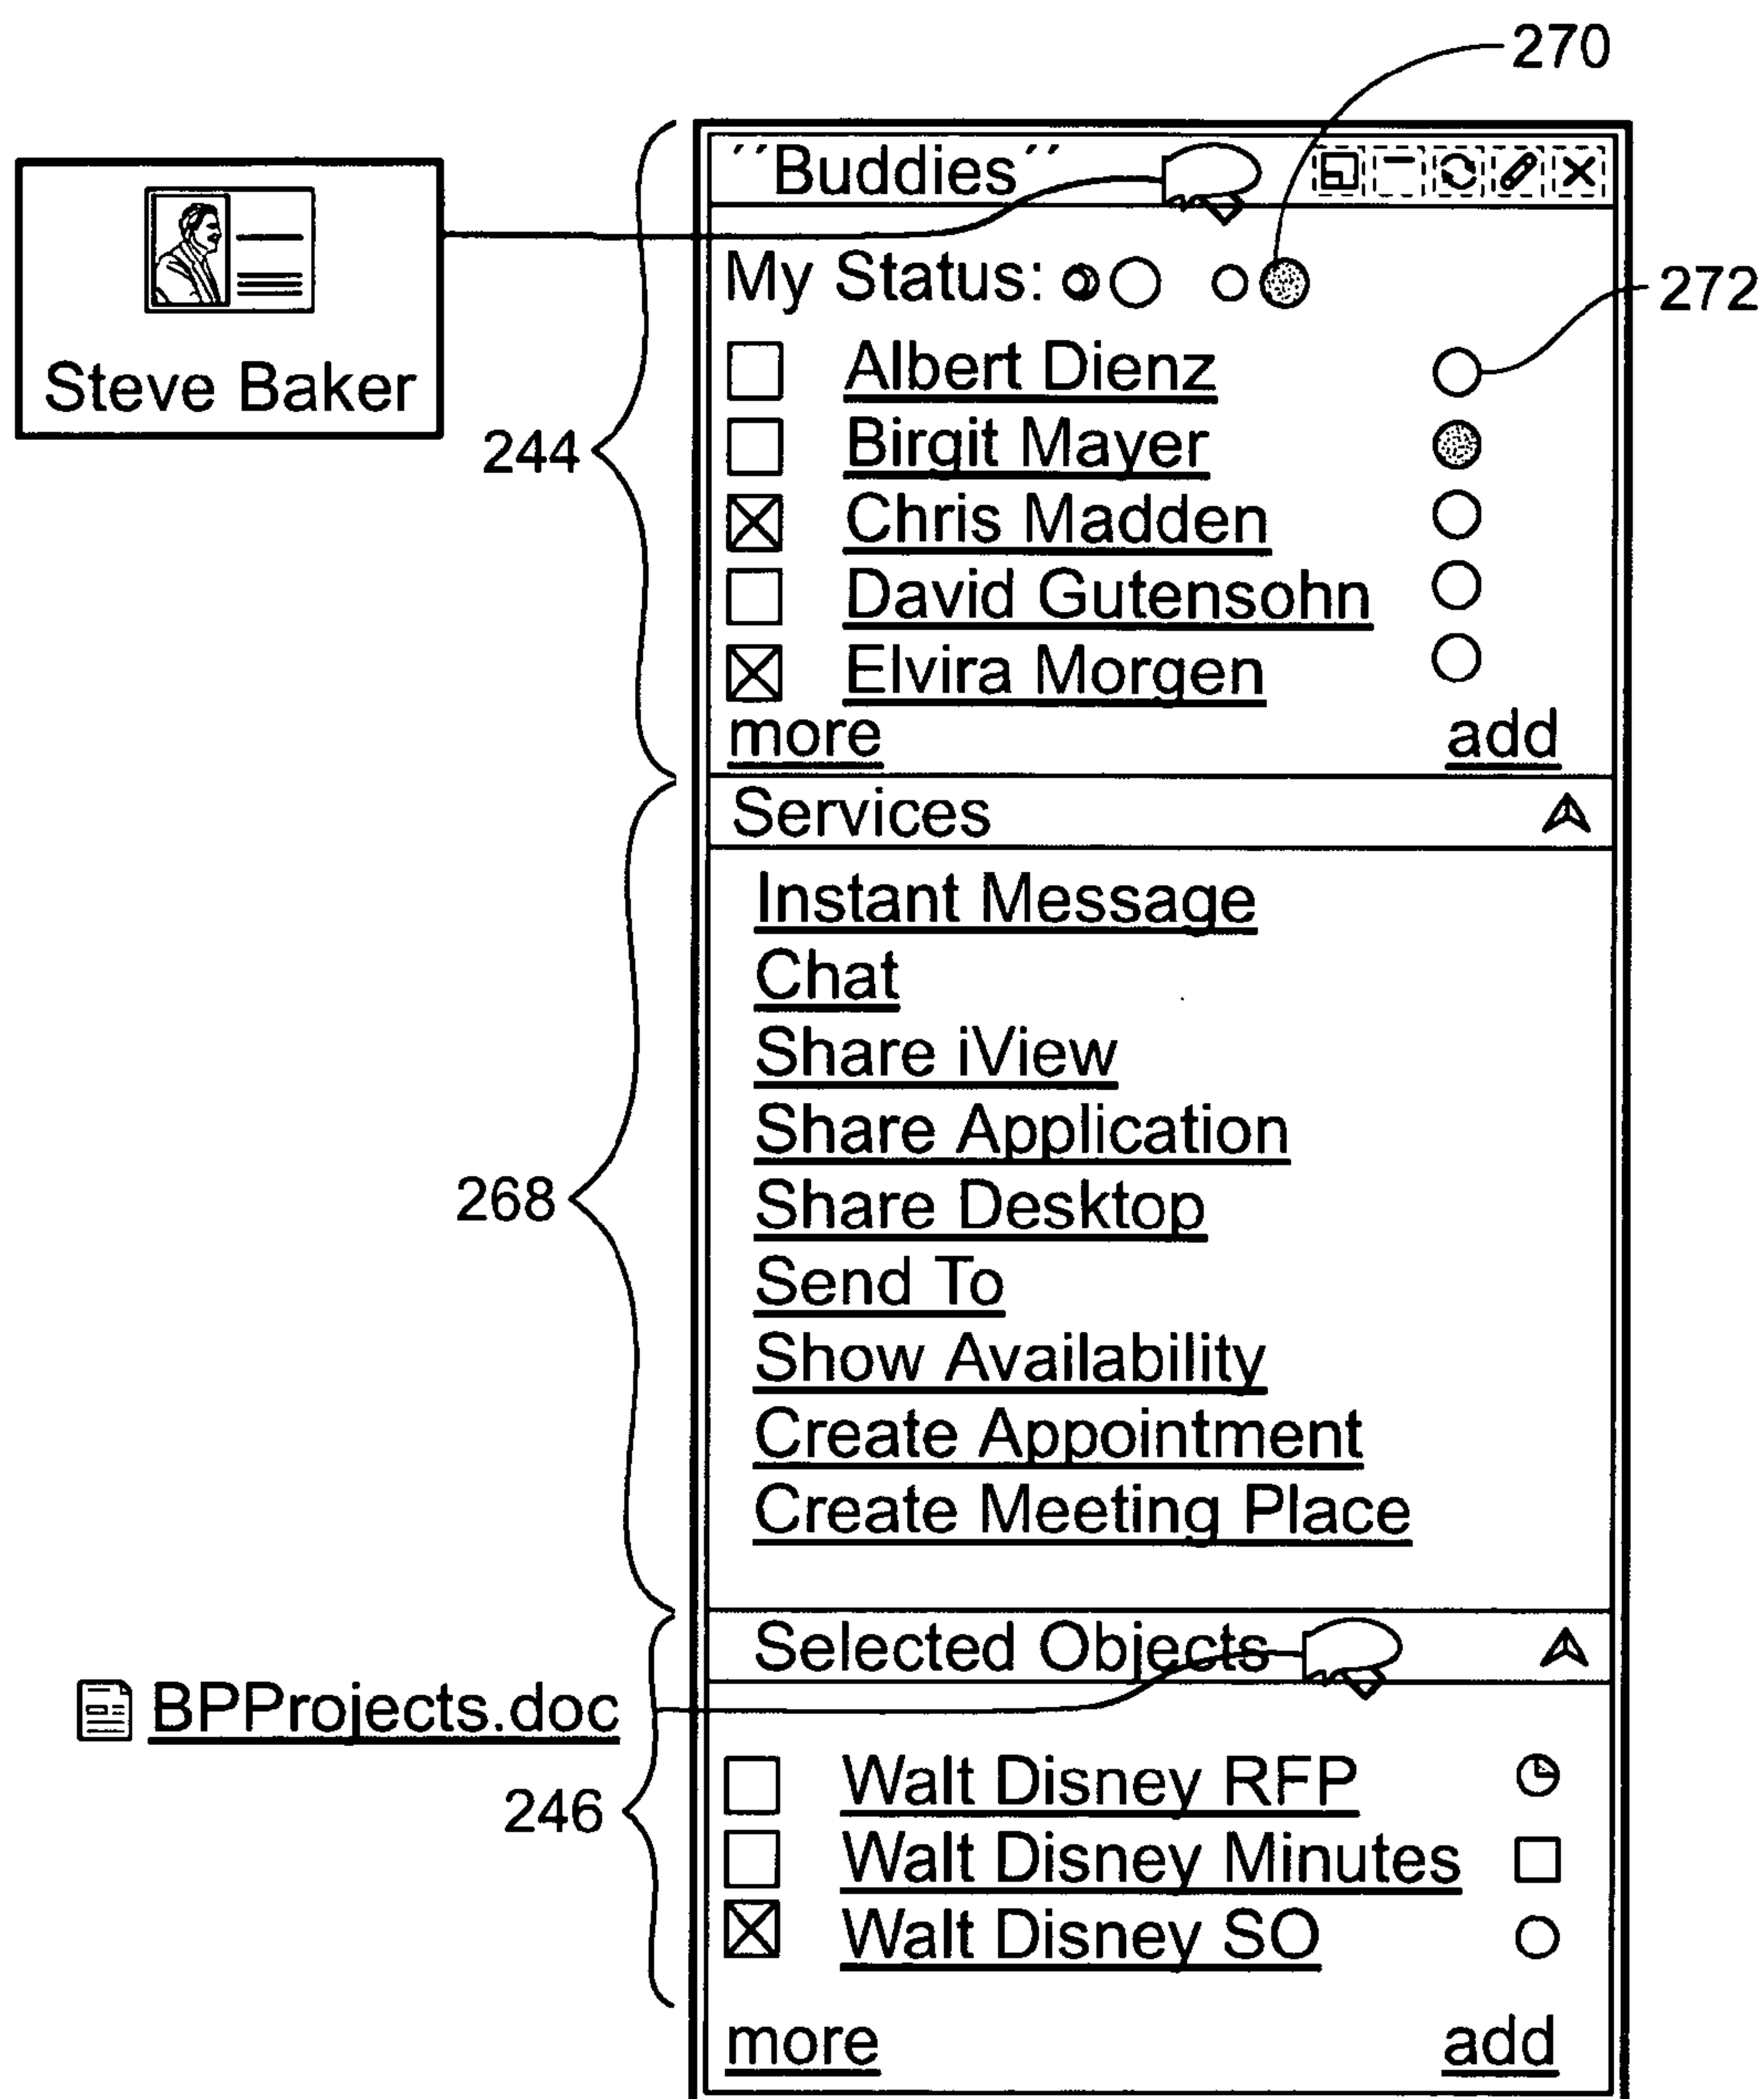 270
´´Buddies´´
My Status:
272
Steve Baker
Albert Dienz
244
Birgit Mayer
Chris Madden
David Gutensohn
Elvira Morgen
more add
Services
Instant Message
Chat
Share iView
Share Application
268
Share Desktop
Send To
Show Availability
Create Appointment
Create Meeting Place
Selected Objects
BPProjects.doc
246
Walt Disney RFP
Walt Disney Minutes
Walt Disney SO
more add